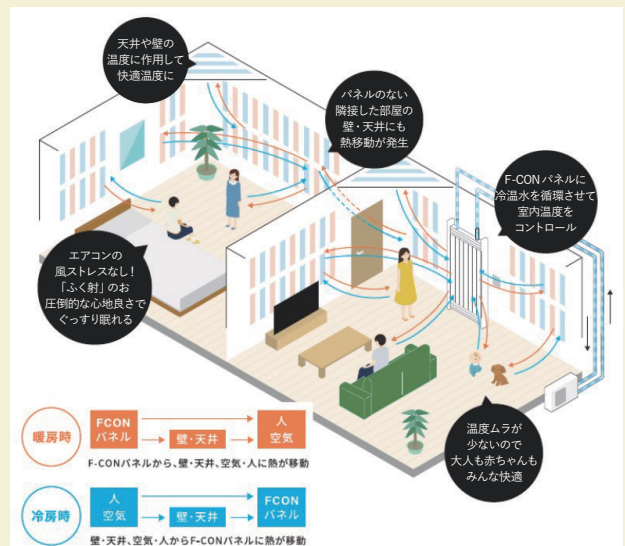 天井や壁の
温度に作用して
快適温度に
パネルのない
隣接した部屋の
壁・天井にも
熱移動が発生
F-CONパネルに
冷温水を循環させて
室内温度を
コントロール
エアコンの
風ストレスなし!
「ふく射」のお
圧倒的な心地良さで
ぐっすり眠れる
温度ムラが
少ないので
大人も赤ちゃんも
みんな快適
暖房時
FCON
パネル
壁・天井
人
空気
F-CONパネルから、壁・天井、空気・人に熱が移動
冷房時
人
空気
壁・天井
FCON
パネル
壁・天井、空気・人からF-CONパネルに熱が移動